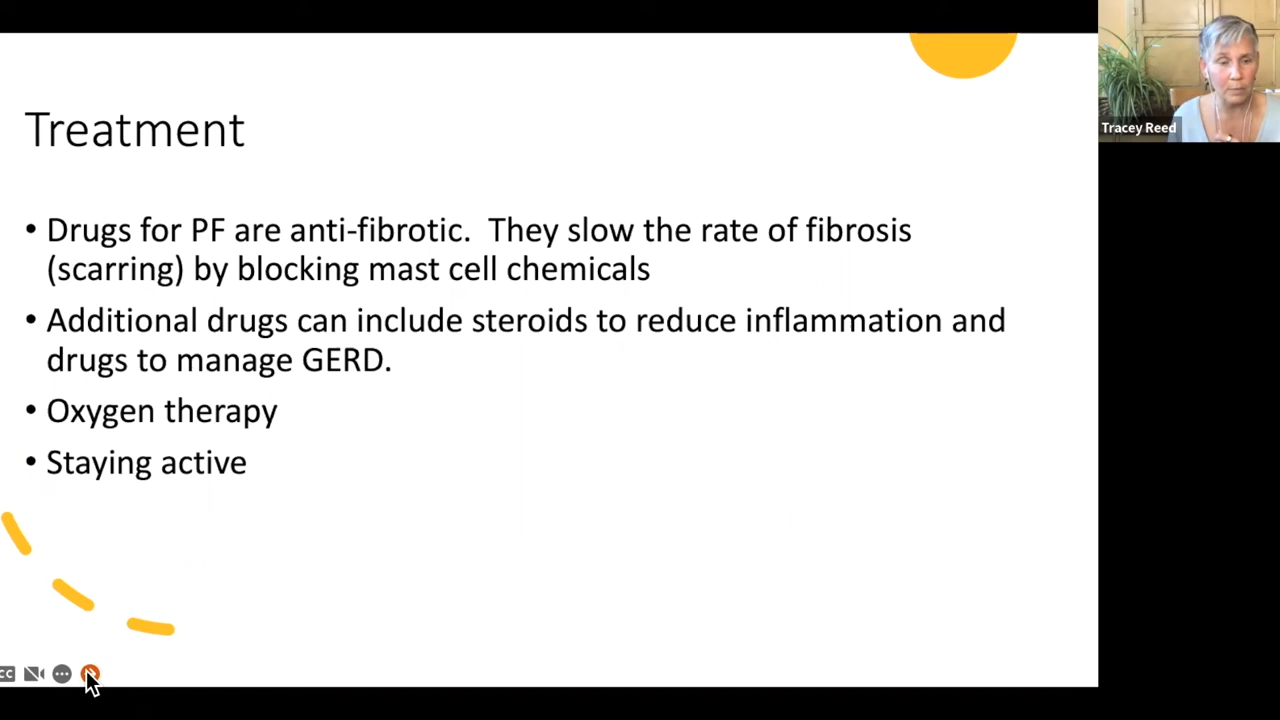 Treatment
• Drugs for PF are anti-fibrotic.  They slow the rate of fibrosis
(scarring) by blocking mast cell chemicals
• Additional drugs can include steroids to reduce inflammation and
drugs to manage GERD.
• Oxygen therapy
• Staying active
CC
Tracey Reed